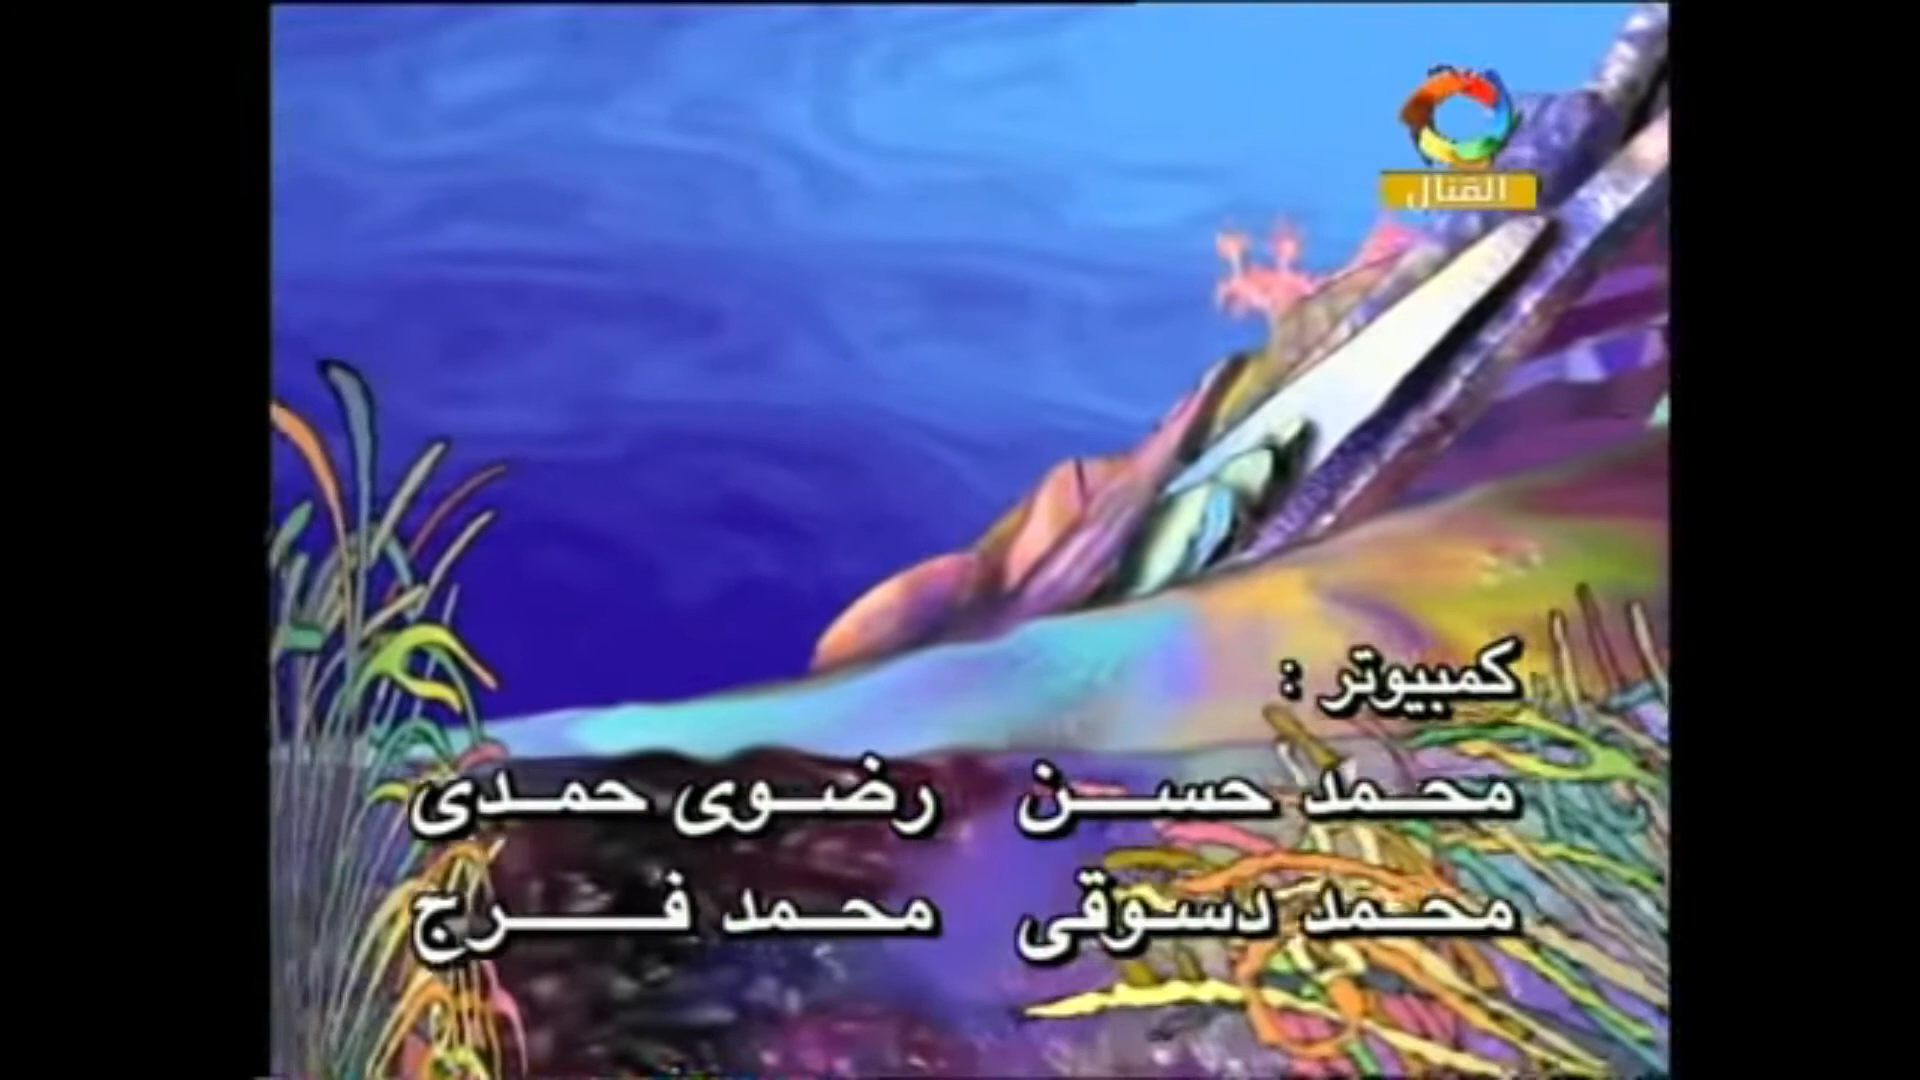 القنال
كمبيوتر :
محمد حسن رضوى حمدى
محمد دسوقى محمد فرج